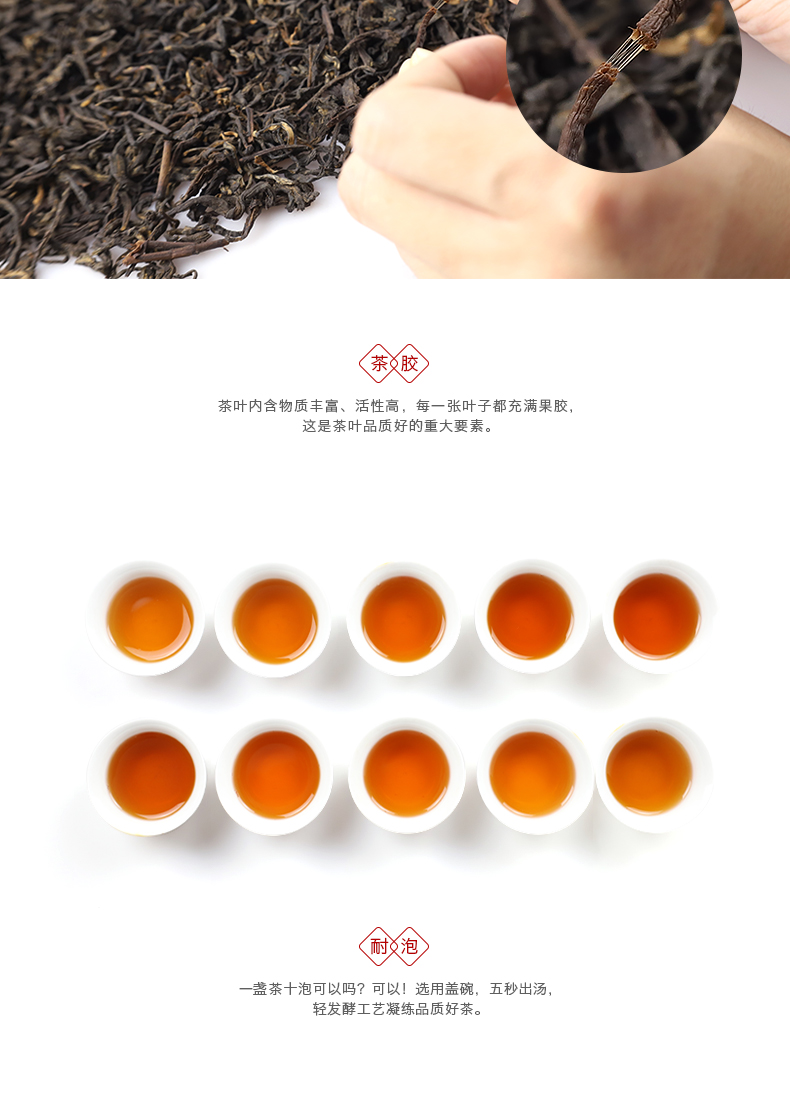 茶胶
茶叶内含物质丰富、活性高，每一张叶子都充满果胶，
这是茶叶品质好的重大要素。
耐泡
一盏茶十泡可以吗？可以！选用盖碗，五秒出汤，
轻发酵工艺凝练品质好茶。